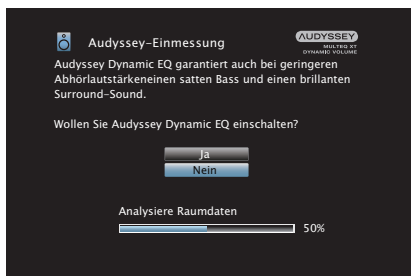 Audyssey-Einmessung
AUDYSSEY
MULTEQ XT
DYNAMIC VOLUME
Audyssey Dynamic EQ garantiert auch bei geringeren
Abhörlautstärkeneinen satten Bass und einen brillanten
Surround-Sound.
Wollen Sie Audyssey Dynamic EQ einschalten?
Ja
Nein
Analysiere Raumdaten
50%